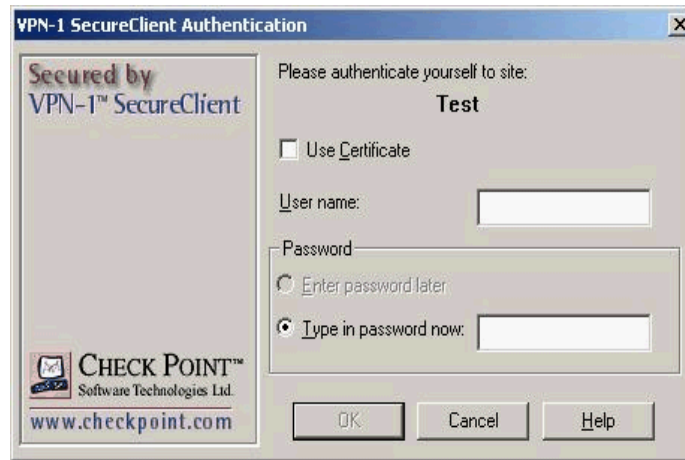 VPN-1 SecureClient Authentication
Secured by
VPN-1™ SecureClient
Please authenticate yourself to site:
Test
Use Certificate
User name:
Password
Enter password later
Type in password now:
CHECK POINT™
Software Technologies Ltd.
www.checkpoint.com
OK
Cancel
Help